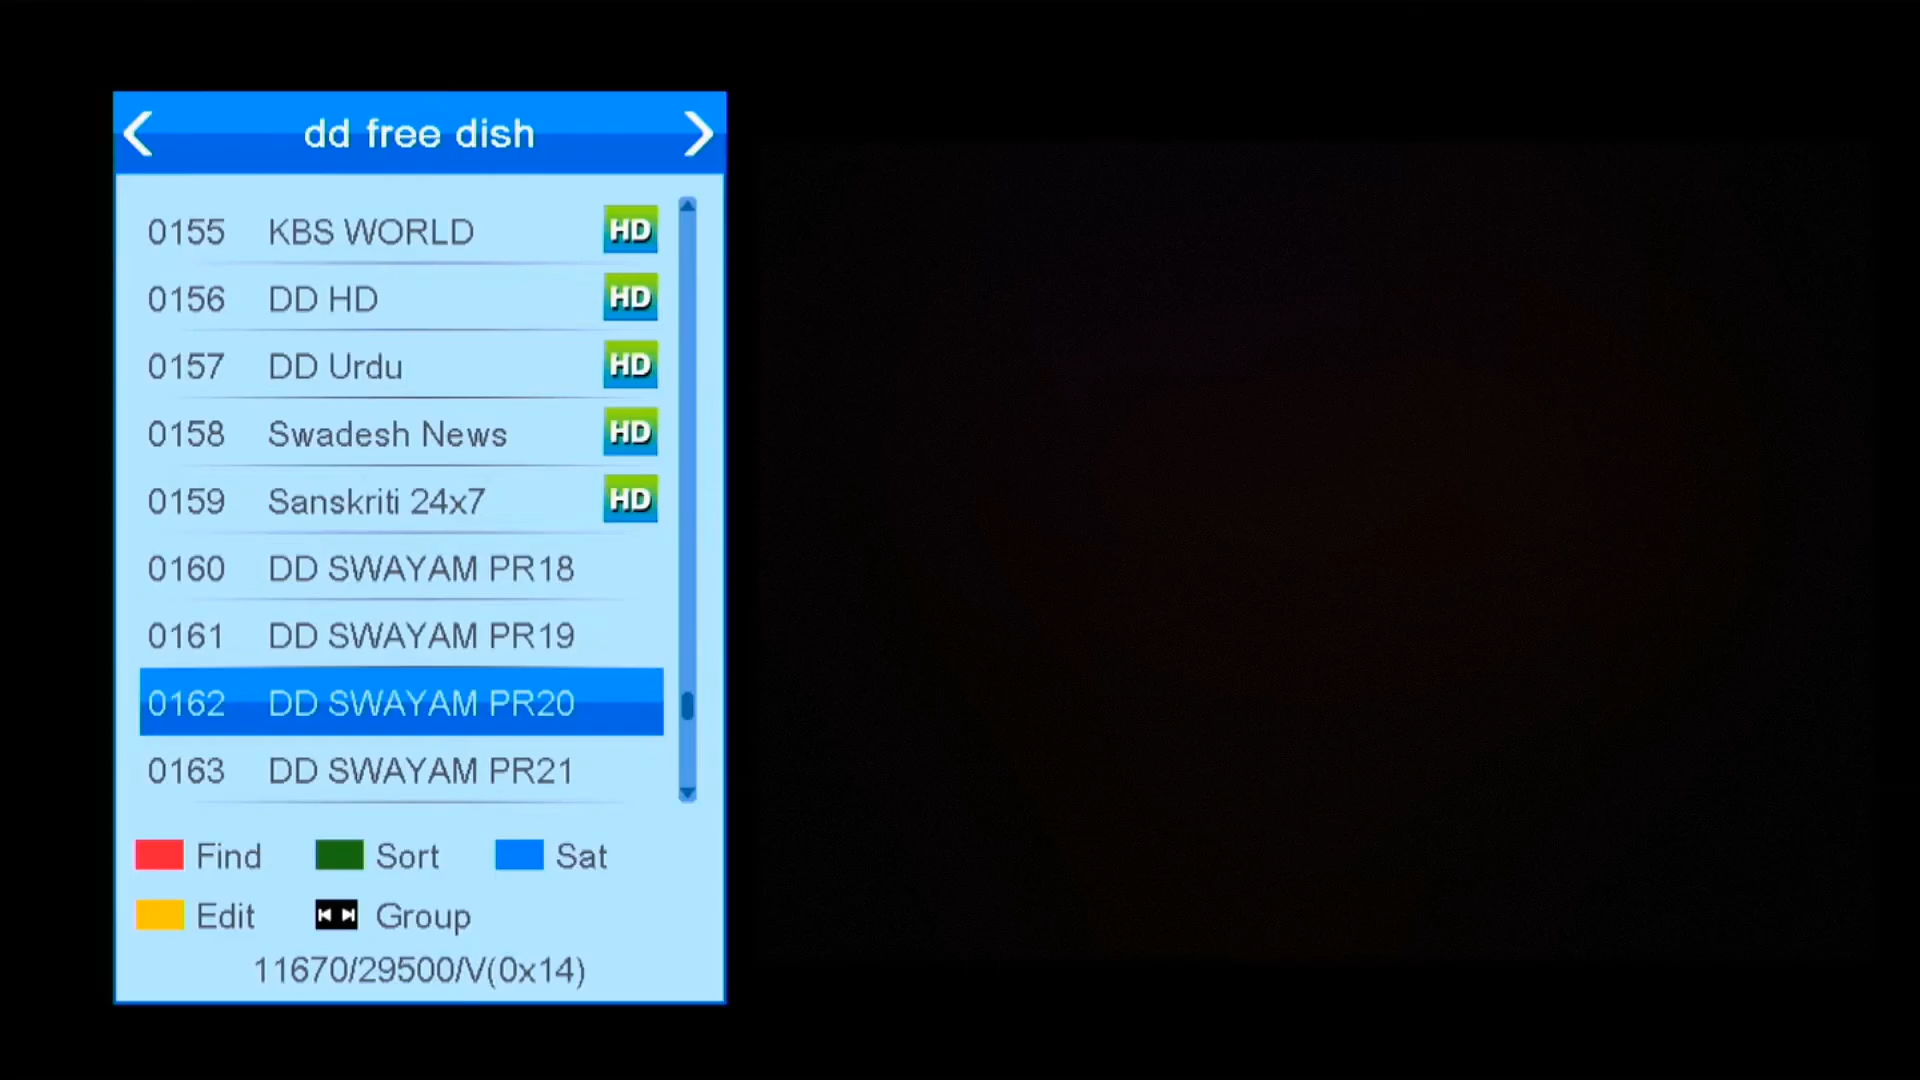 dd free dish
0155 KBS WORLD HD
0156 DD HD HD
0157 DD Urdu HD
0158 Swadesh News HD
0159 Sanskriti 24x7 HD
0160 DD SWAYAM PR18
0161 DD SWAYAM PR19
0162 DD SWAYAM PR20
0163 DD SWAYAM PR21
Find Sort Sat
Edit Group
11670/29500/V(0x14)